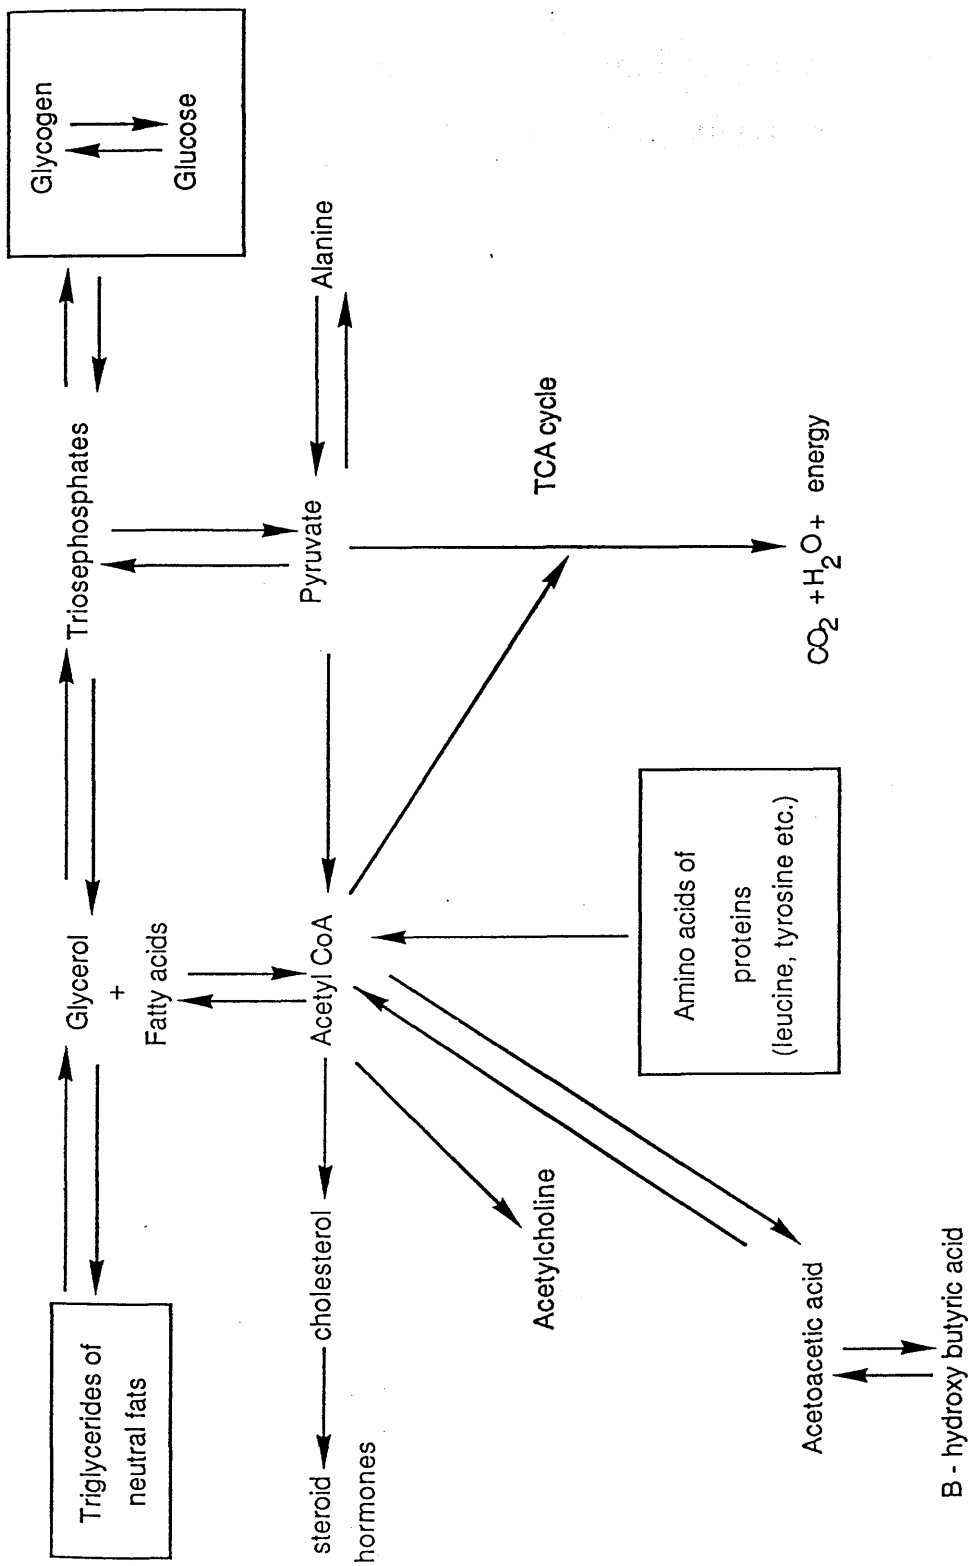 Triglycerides of
neutral fats
Glycerol
+
Fatty acids
Triosephosphates
Glycogen
Glucose
steroid
hormones
cholesterol
Acetyl CoA
Pyruvate
Alanine
Acetylcholine
TCA cycle
Amino acids of
proteins
(leucine, tyrosine etc.)
CO₂ +H₂O+ energy
Acetoacetic acid
B - hydroxy butyric acid